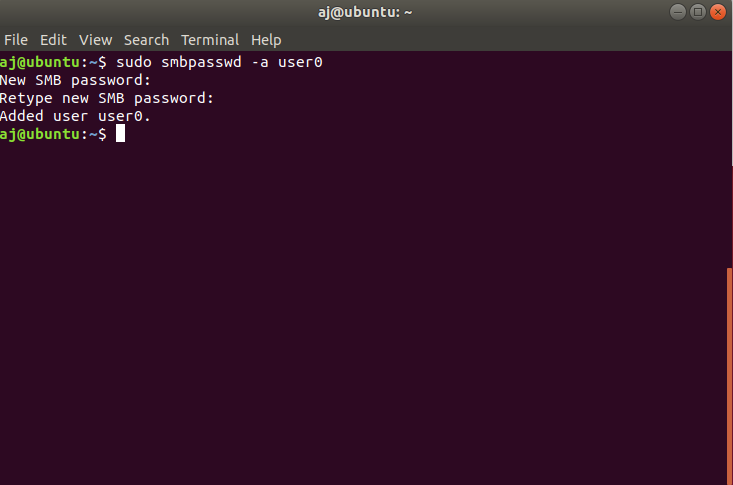 aj@ubuntu: ~
File Edit View Search Terminal Help
aj@ubuntu:~$ sudo smbpasswd -a user0
New SMB password:
Retype new SMB password:
Added user user0.
aj@ubuntu:~$